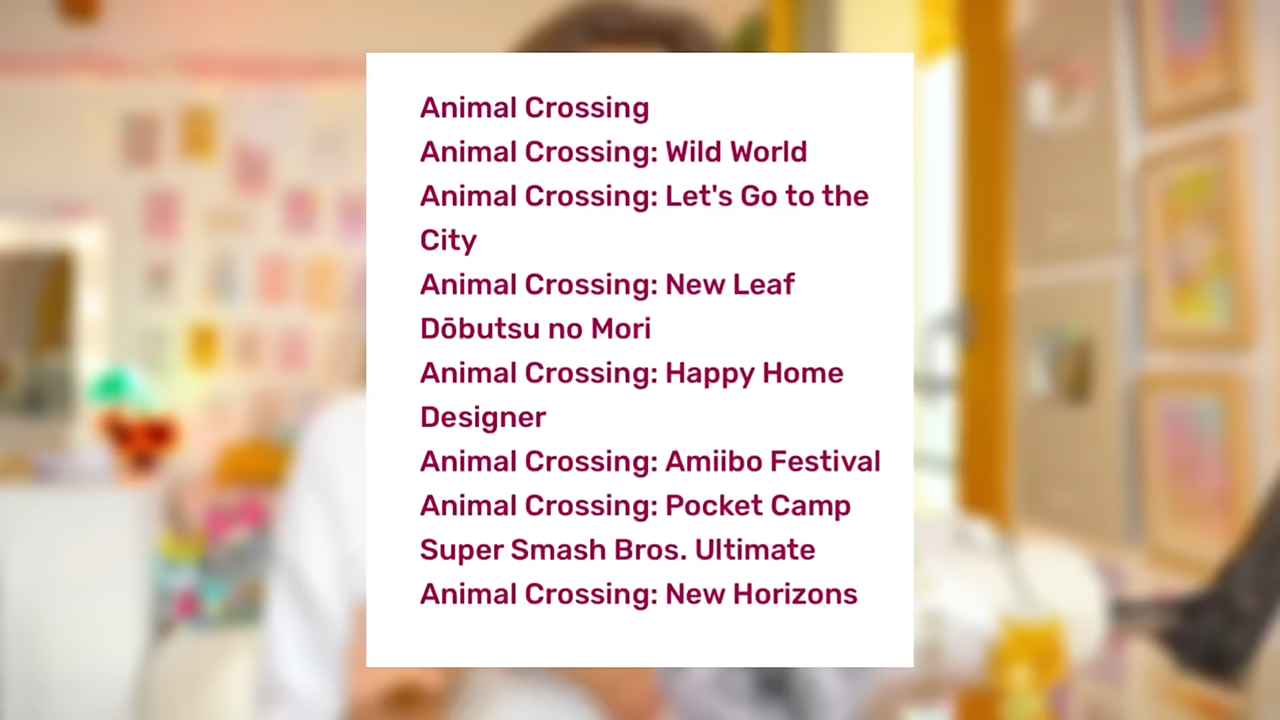 Animal Crossing
Animal Crossing: Wild World
Animal Crossing: Let's Go to the
City
Animal Crossing: New Leaf
Dōbutsu no Mori
Animal Crossing: Happy Home
Designer
Animal Crossing: Amiibo Festival
Animal Crossing: Pocket Camp
Super Smash Bros. Ultimate
Animal Crossing: New Horizons